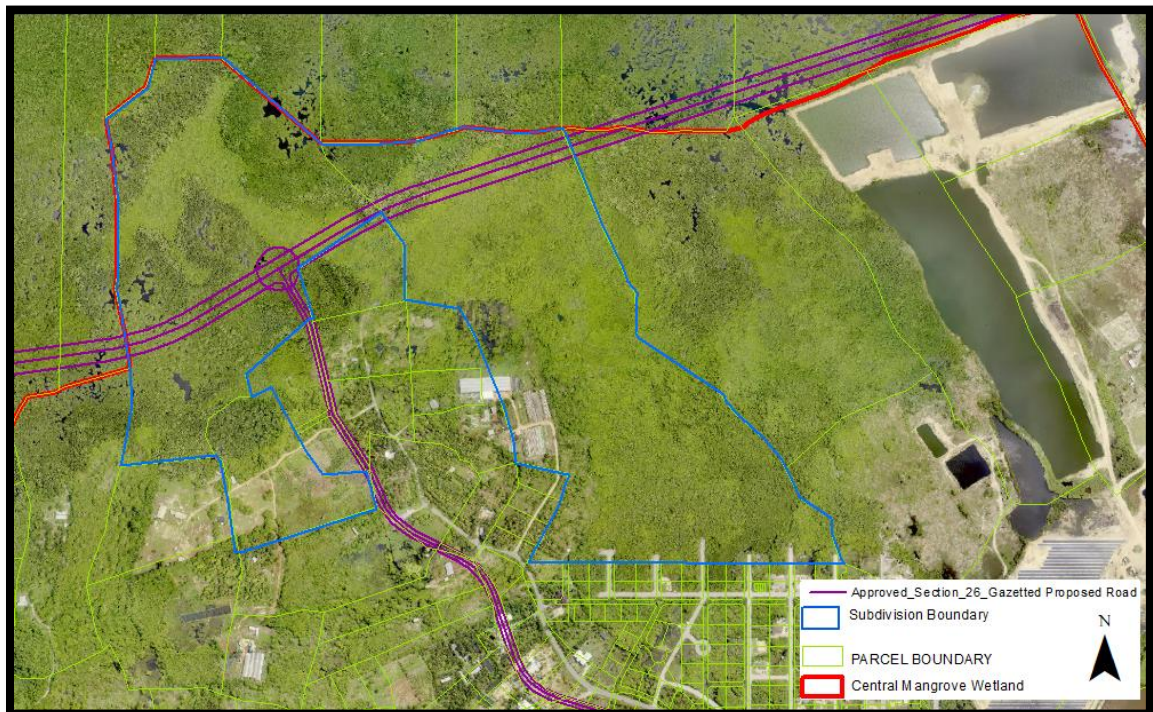 Approved_Section_26_Gazetted Proposed Road
Subdivision Boundary
N
PARCEL BOUNDARY
Central Mangrove Wetland